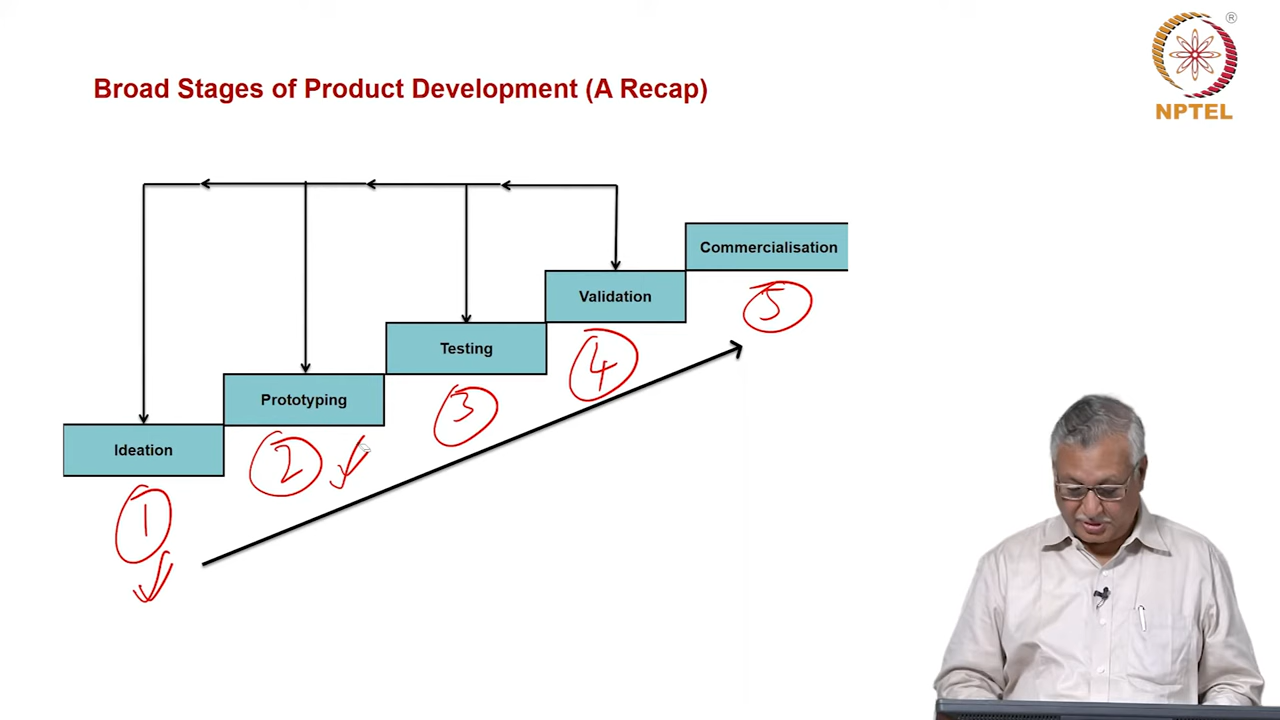 Broad Stages of Product Development (A Recap)
®
NPTEL
Commercialisation
5
Validation
4
Testing
3
Prototyping
2
Ideation
1